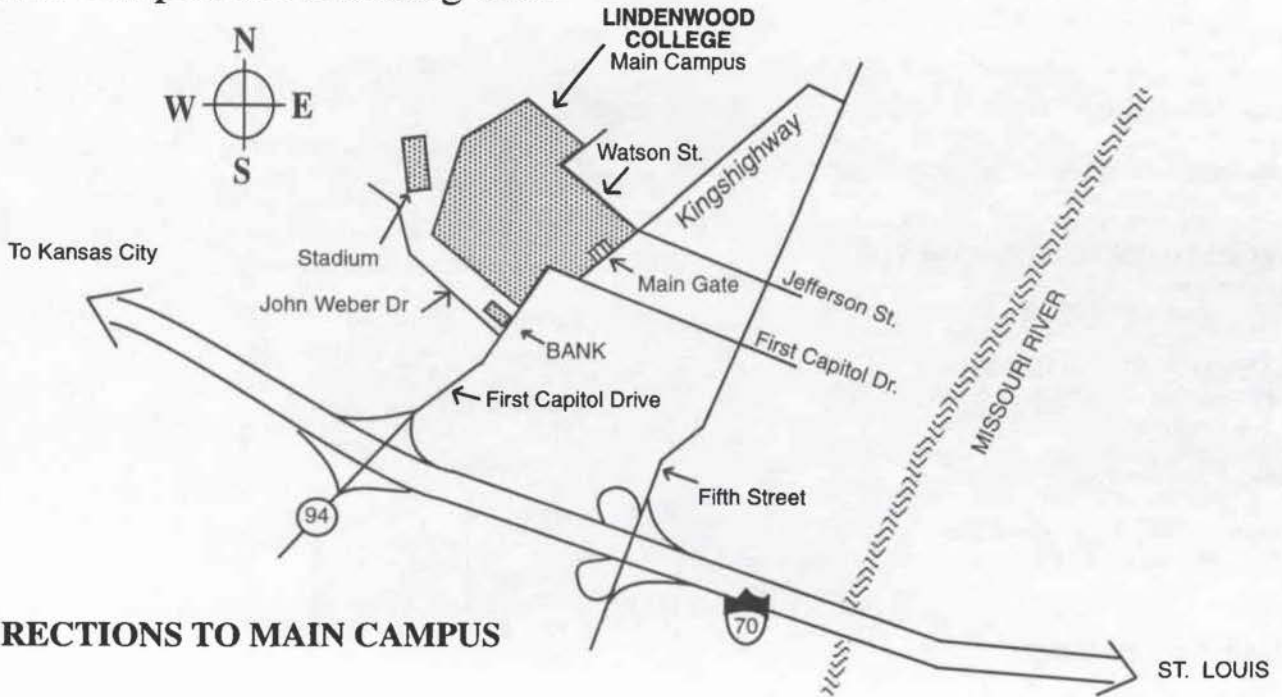 LINDENWOOD
COLLEGE
Main Campus
N
W
E
S
Watson St.
Kingshighway
To Kansas City
Stadium
Main Gate
Jefferson St.
John Weber Dr
BANK
First Capitol Dr.
First Capitol Drive
MISSOURI RIVER
Fifth Street
94
70
RECTIONS TO MAIN CAMPUS
ST. LOUIS